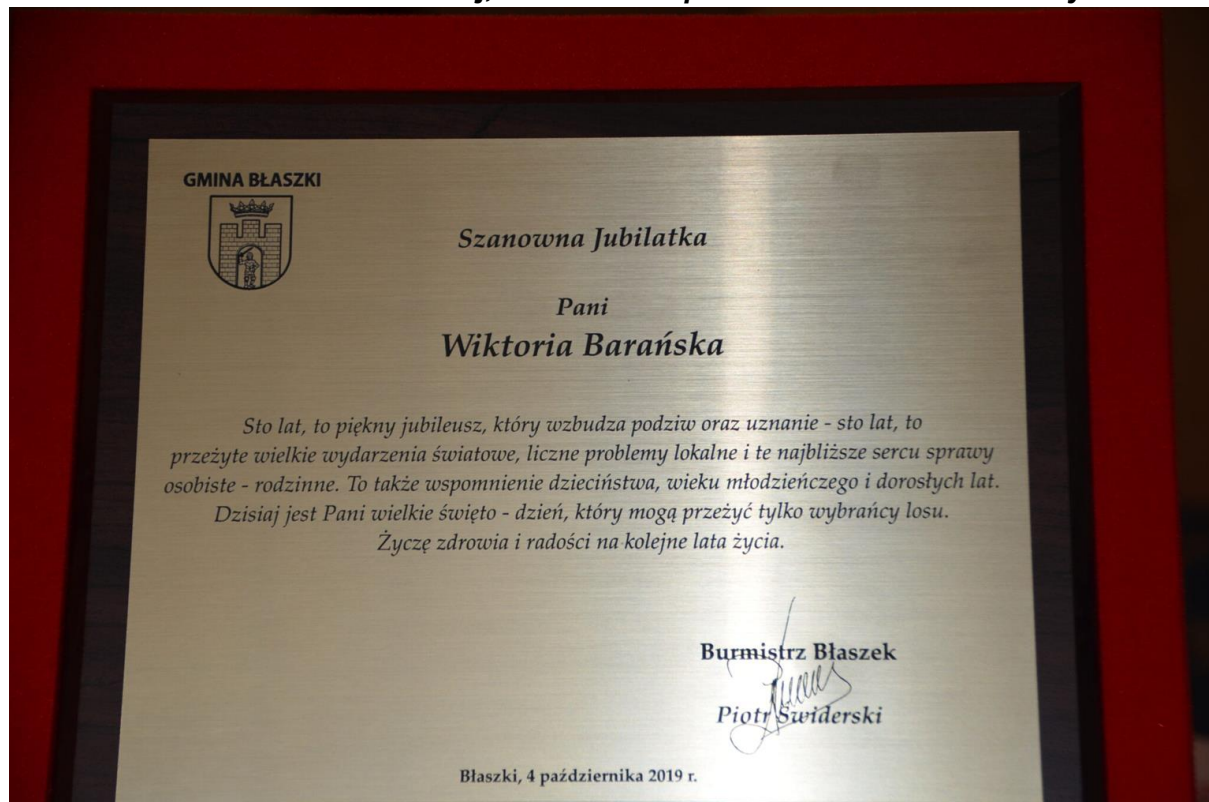 GMINA BŁASZKI
Szanowna Jubilatka
Pani
Wiktoria Barańska
Sto lat, to piękny jubileusz, który wzbudza podziw oraz uznanie - sto lat, to
przeżyte wielkie wydarzenia światowe, liczne problemy lokalne i te najbliższe sercu sprawy
osobiste - rodzinne. To także wspomnienie dzieciństwa, wieku młodzieńczego i dorosłych lat.
Dzisiaj jest Pani wielkie święto - dzień, który mogą przeżyć tylko wybrańcy losu.
Życzę zdrowia i radości na kolejne lata życia.
Burmistrz Błaszek
Piotr Świderski
Błaszki, 4 października 2019 r.